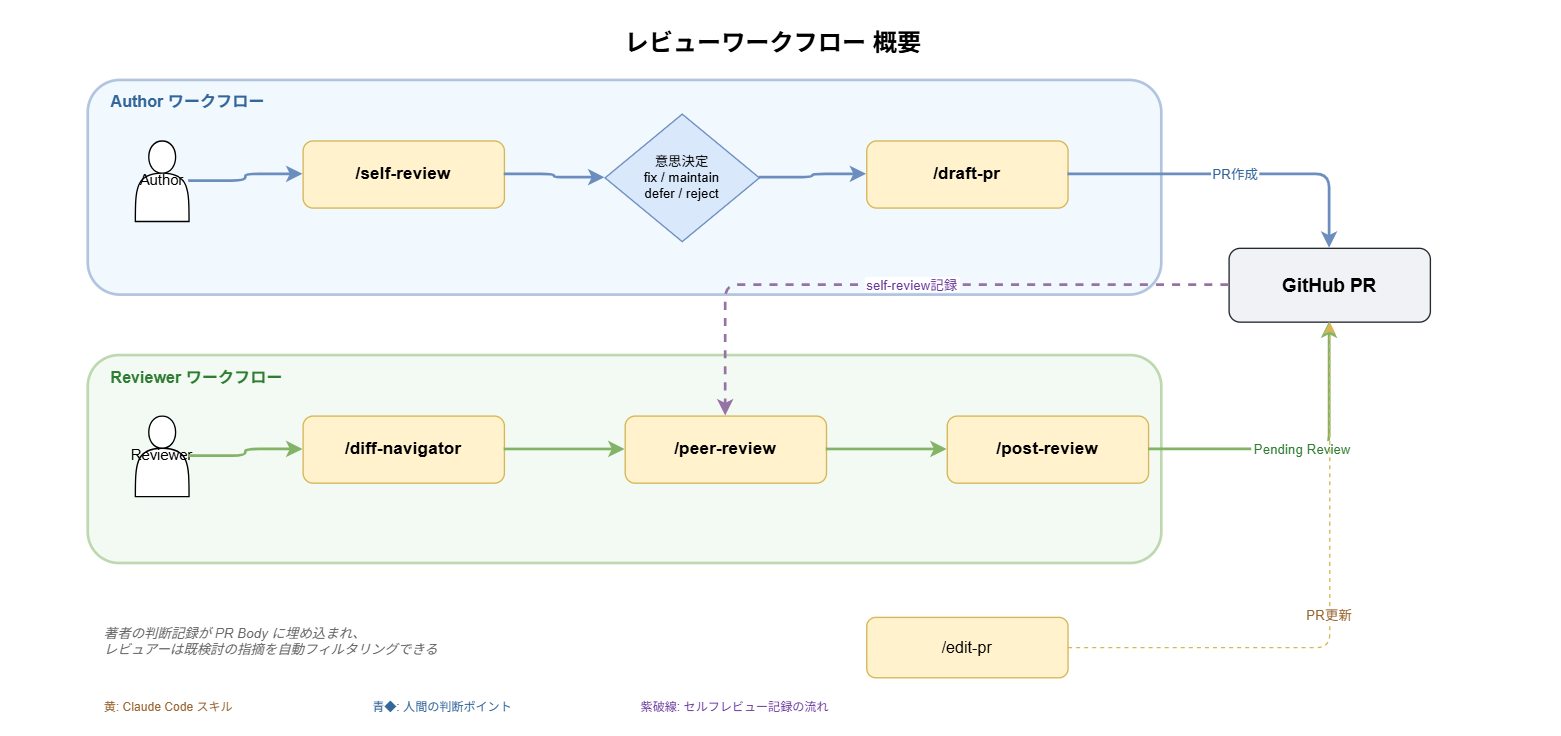 レビューワークフロー 概要
Author ワークフロー
Author
/self-review
意思決定
fix / maintain
defer / reject
/draft-pr
PR作成
GitHub PR
self-review記録
Reviewer ワークフロー
Reviewer
/diff-navigator
/peer-review
/post-review
Pending Review
著者の判断記録が PR Body に埋め込まれ、
レビュアーは既検討の指摘を自動フィルタリングできる
/edit-pr
PR更新
黄: Claude Code スキル
青◆: 人間の判断ポイント
紫破線: セルフレビュー記録の流れ